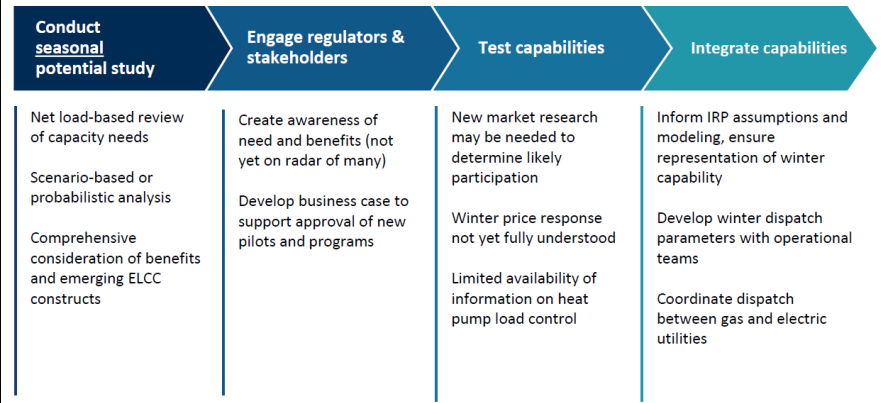 Conduct
seasonal
potential study
Engage regulators &
stakeholders
Test capabilities
Integrate capabilities
Net load-based review
of capacity needs
Scenario-based or
probabilistic analysis
Comprehensive
consideration of benefits
and emerging ELCC
constructs
Create awareness of
need and benefits (not
yet on radar of many)
Develop business case to
support approval of new
pilots and programs
New market research
may be needed to
determine likely
participation
Winter price response
not yet fully understood
Limited availability of
information on heat
pump load control
Inform IRP assumptions and
modeling, ensure
representation of winter
capability
Develop winter dispatch
parameters with operational
teams
Coordinate dispatch
between gas and electric
utilities